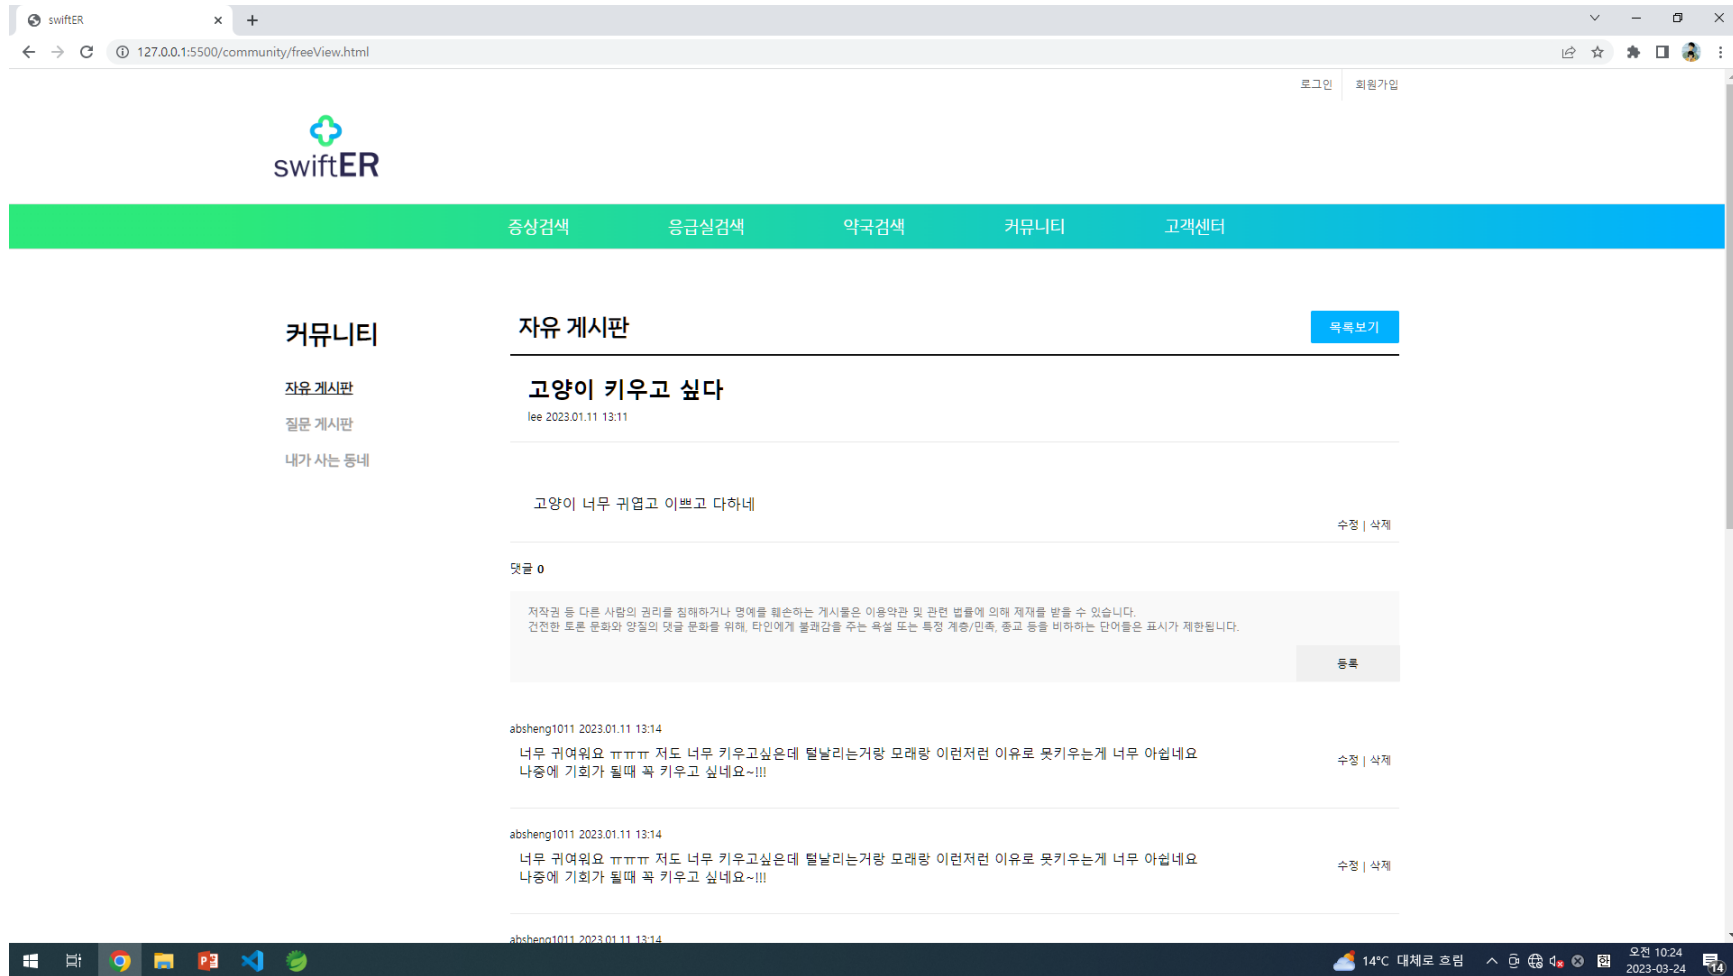 swiftER
127.0.0.1:5500/community/freeView.html
로그인
회원가입
swiftER
증상검색
응급실검색
약국검색
커뮤니티
고객센터
커뮤니티
자유 게시판
질문 게시판
내가 사는 동네
자유 게시판
목록보기
고양이 키우고 싶다
lee 2023.01.11 13:11
고양이 너무 귀엽고 이쁘고 다하네
수정 | 삭제
댓글 0
저작권 등 다른 사람의 권리를 침해하거나 명예를 훼손하는 게시물은 이용약관 및 관련 법률에 의해 제재를 받을 수 있습니다.
건전한 토론 문화와 양질의 댓글 문화를 위해, 타인에게 불쾌감을 주는 욕설 또는 특정 계층/민족, 종교 등을 비하하는 단어들은 표시가 제한됩니다.
등록
absheng1011 2023.01.11 13:14
너무 귀여워요 ㅠㅠㅠ 저도 너무 키우고싶은데 털날리는거랑 모래랑 이런저런 이유로 못키우는게 너무 아쉽네요
나중에 기회가 될때 꼭 키우고 싶네요~!!!
수정 | 삭제
absheng1011 2023.01.11 13:14
너무 귀여워요 ㅠㅠㅠ 저도 너무 키우고싶은데 털날리는거랑 모래랑 이런저런 이유로 못키우는게 너무 아쉽네요
나중에 기회가 될때 꼭 키우고 싶네요~!!!
수정 | 삭제
absheng1011 2023.01.11 13:14
14°C 대체로 흐림
한
오전 10:24
2023-03-24
14